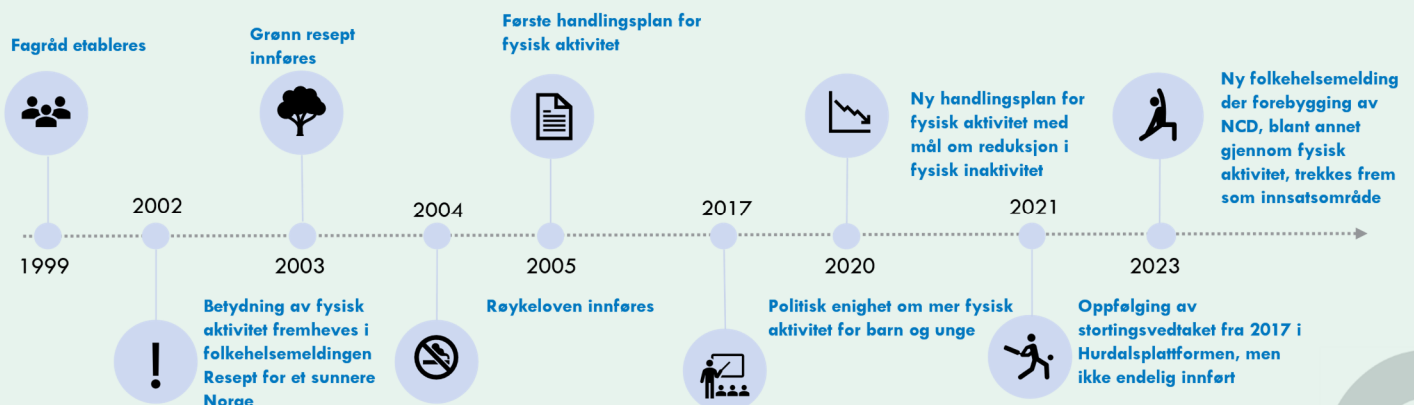 Fagråd etableres
Grønn resept
innføres
Første handlingsplan for
fysisk aktivitet
Ny handlingsplan for
fysisk aktivitet med
mål om reduksjon i
fysisk inaktivitet
Ny folkehelsemelding
der forebygging av
NCD, blant annet
gjennom fysisk
aktivitet, trekkes frem
som innsatsområde
2002
2004
2017
2021
1999
2003
2005
2020
2023
Betydning av fysisk
aktivitet fremheves i
folkehelsemeldingen
Resept for et sunnere
Norge
Røykeloven innføres
Politisk enighet om mer fysisk
aktivitet for barn og unge
Oppfølging av
stortingsvedtaket fra 2017 i
Hurdalsplattformen, men
ikke endelig innført